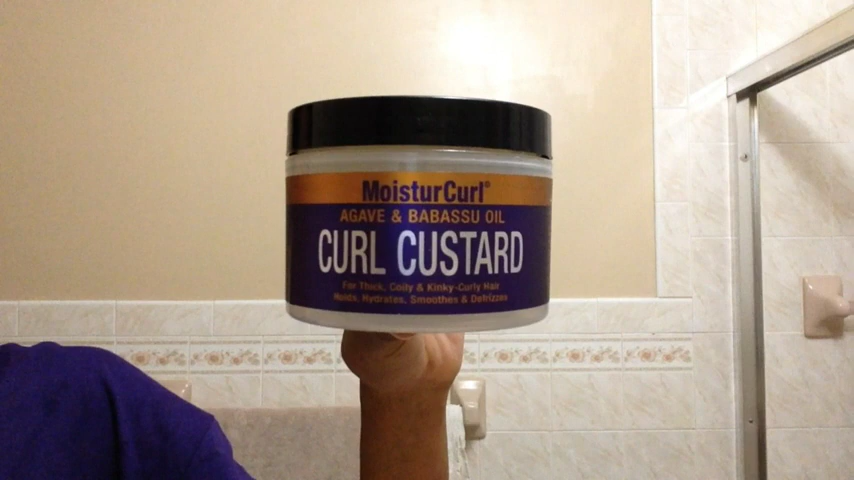 MoisturCurl®
AGAVE & BABASSU OIL
CURL CUSTARD
For Thick, Coily & Kinky-Curly Hair
Holds, Hydrates, Smoothes & Defrizzes